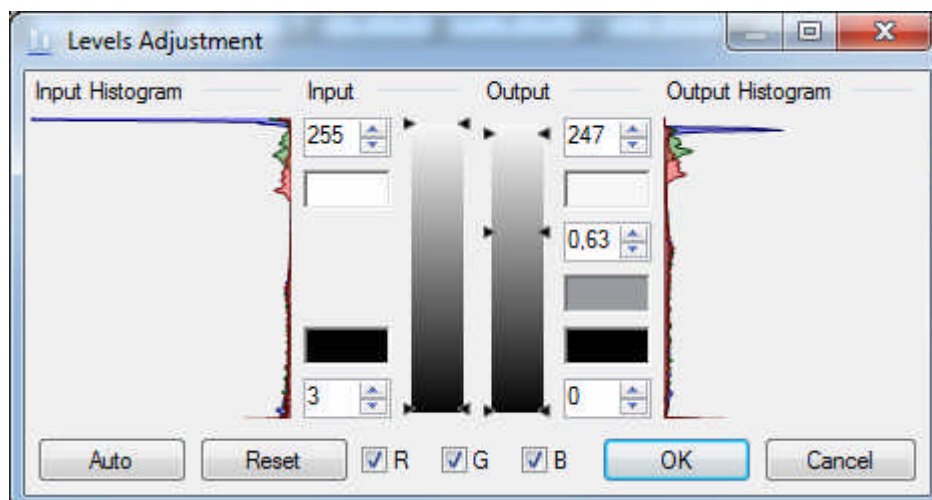 Levels Adjustment
Input Histogram Input Output Output Histogram
255 247
0,63
3 0
Auto Reset R G B OK Cancel